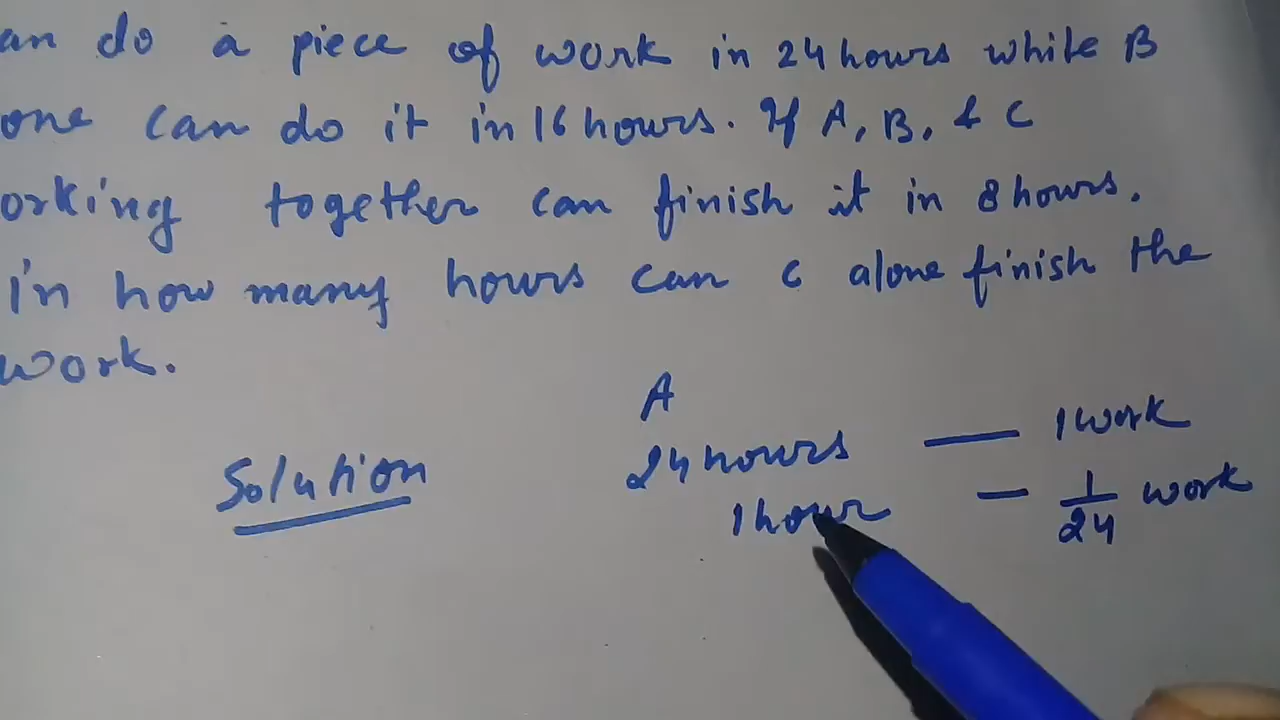 an do a piece of work in 24 hours while B
one can do it in 16 hours. If A, B, & C
orking together can finish it in 8 hours.
In how many hours can C alone finish the
work.
A
24 hours — 1 work
Solution
1 hour — 1/24 work